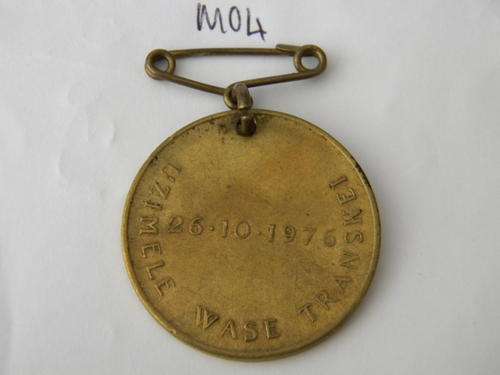 M04
26·10·1976
UZIMELE WASE TRANSKEI